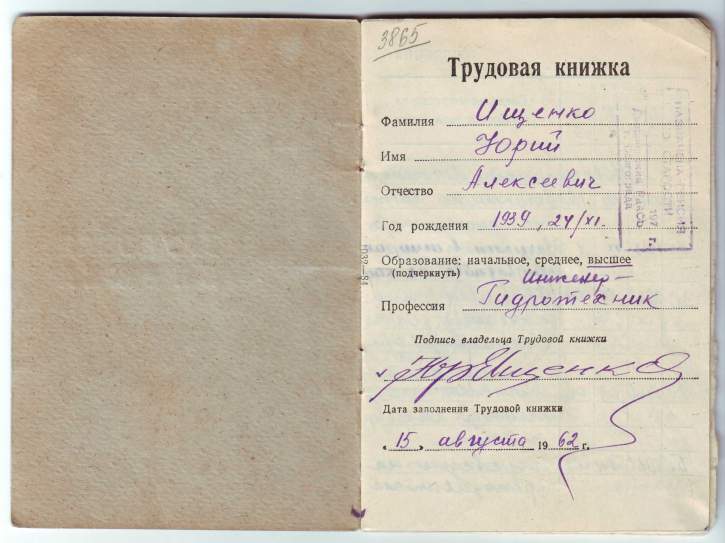 3865
Трудовая книжка
Фамилия Ищенко
Имя Юрий
Отчество Алексеевич
Год рождения 1939, 24/XI.
Образование: начальное, среднее, высшее
(подчеркнуть) Инженер-
Профессия Гидротехник
Подпись владельца Трудовой книжки
ЮрИщенко
Дата заполнения Трудовой книжки
„15„ августа 1962 г.